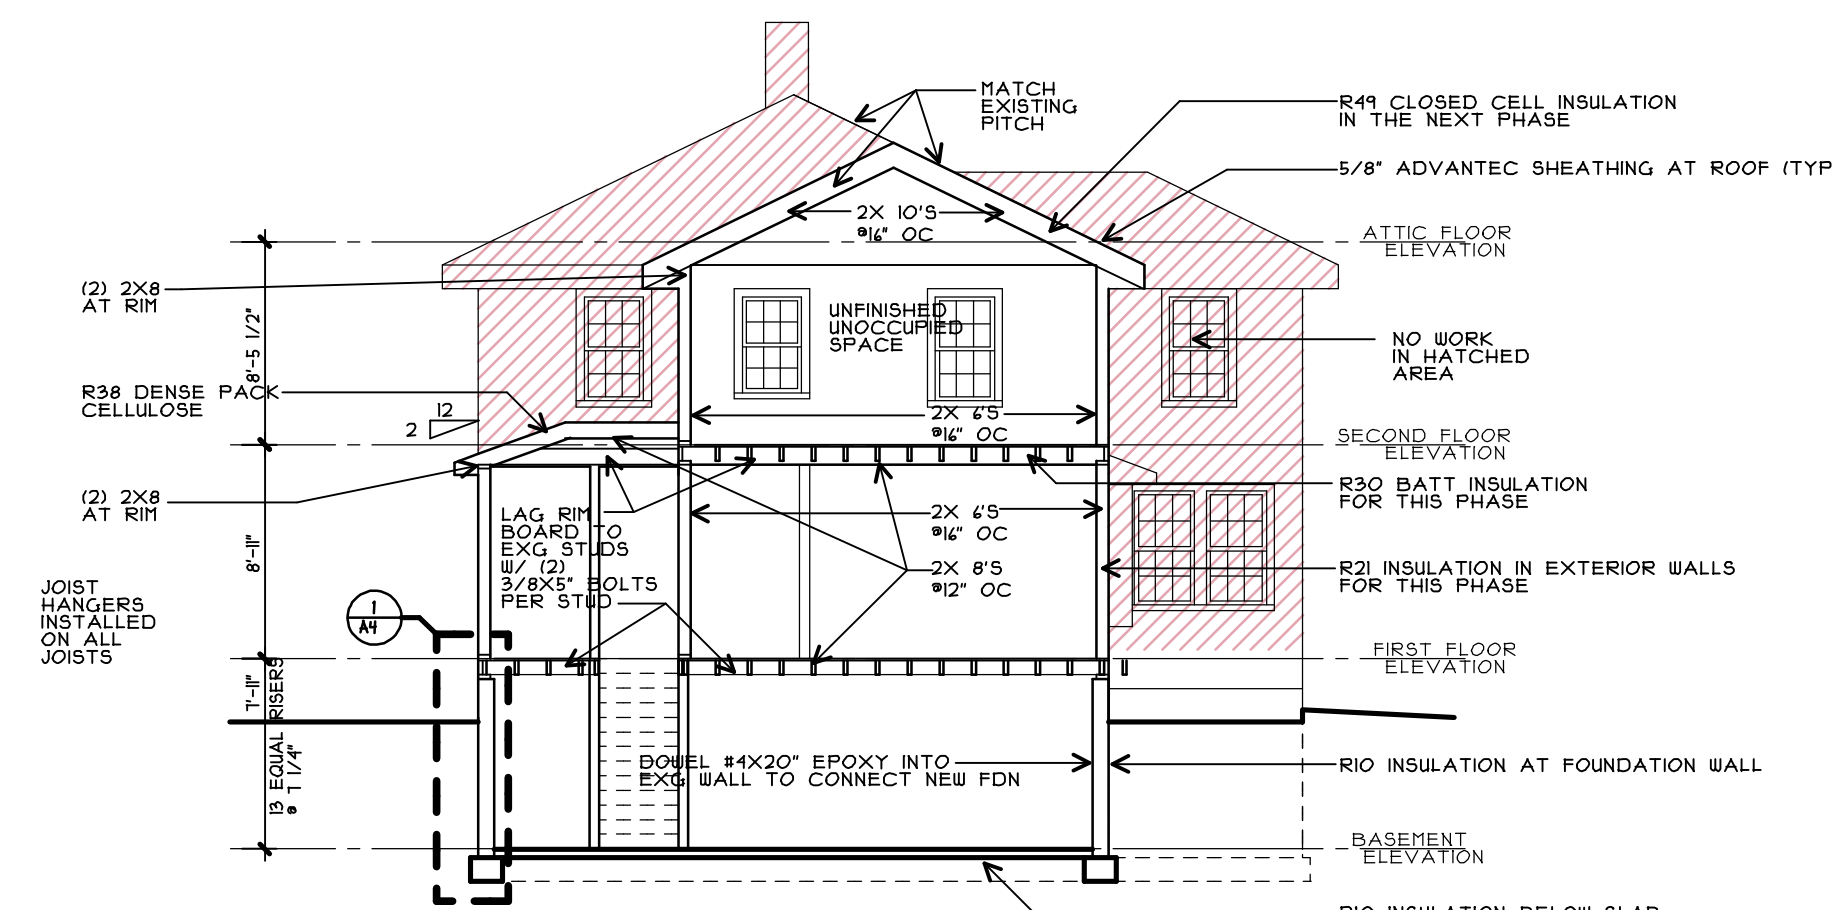 MATCH
EXISTING
PITCH
R49 CLOSED CELL INSULATION
IN THE NEXT PHASE
5/8" ADVANTEC SHEATHING AT ROOF (TYP
2X 10'S
@16" OC
ATTIC FLOOR
ELEVATION
(2) 2X8
AT RIM
8'-5 1/2"
UNFINISHED
UNOCCUPIED
SPACE
NO WORK
IN HATCHED
AREA
R38 DENSE PACK
CELLULOSE
12
2
2X 6'S
@16" OC
SECOND FLOOR
ELEVATION
(2) 2X8
AT RIM
R30 BATT INSULATION
FOR THIS PHASE
LAG RIM
BOARD TO
EXG STUDS
W/ (2)
3/8X5" BOLTS
PER STUD
2X 6'S
@16" OC
8'-11"
2X 8'S
@12" OC
R21 INSULATION IN EXTERIOR WALLS
FOR THIS PHASE
JOIST
HANGERS
INSTALLED
ON ALL
JOISTS
1
A4
FIRST FLOOR
ELEVATION
7'-11"
13 EQUAL RISERS
@ 7 1/4"
DOWEL #4X20" EPOXY INTO
EXG WALL TO CONNECT NEW FDN
R10 INSULATION AT FOUNDATION WALL
BASEMENT
ELEVATION
R10 INSULATION BELOW SLAB